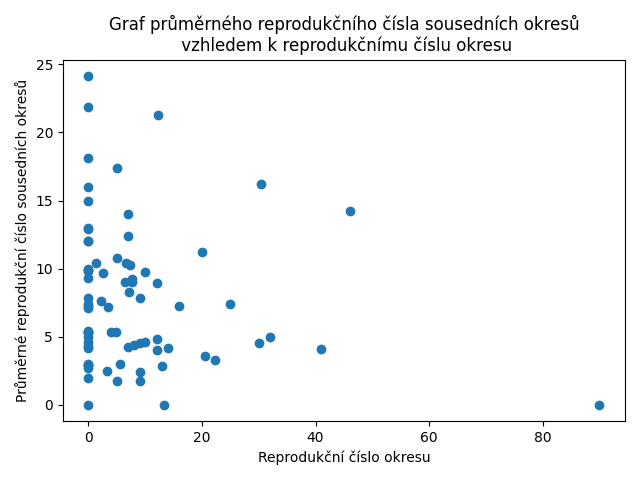 Graf průměrného reprodukčního čísla sousedních okresů
vzhledem k reprodukčnímu číslu okresu
Průměrné reprodukční číslo sousedních okresů
25
20
15
10
5
0
0 20 40 60 80
Reprodukční číslo okresu